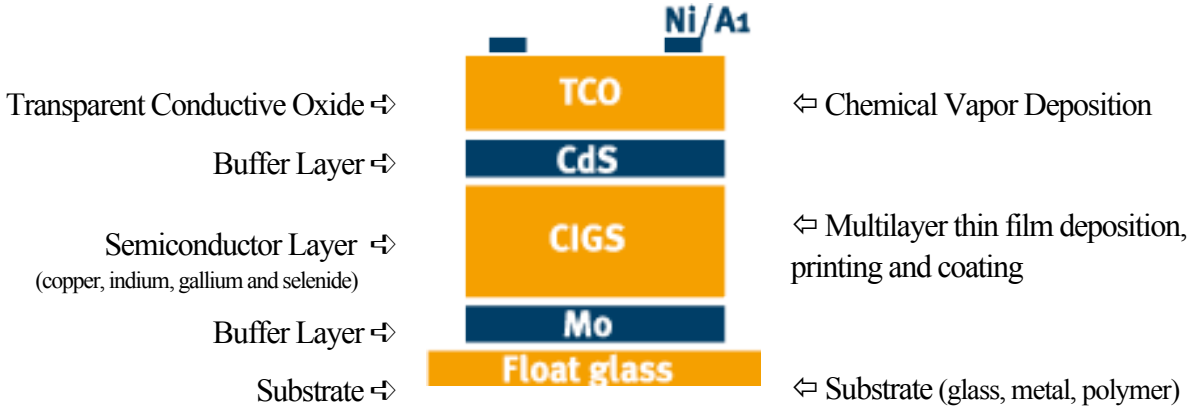 Ni/A1
Transparent Conductive Oxide ➪
TCO
⇦ Chemical Vapor Deposition
Buffer Layer ➪
CdS
Semiconductor Layer ➪
(copper, indium, gallium and selenide)
CIGS
⇦ Multilayer thin film deposition,
printing and coating
Buffer Layer ➪
Mo
Float glass
Substrate ➪
⇦ Substrate (glass, metal, polymer)